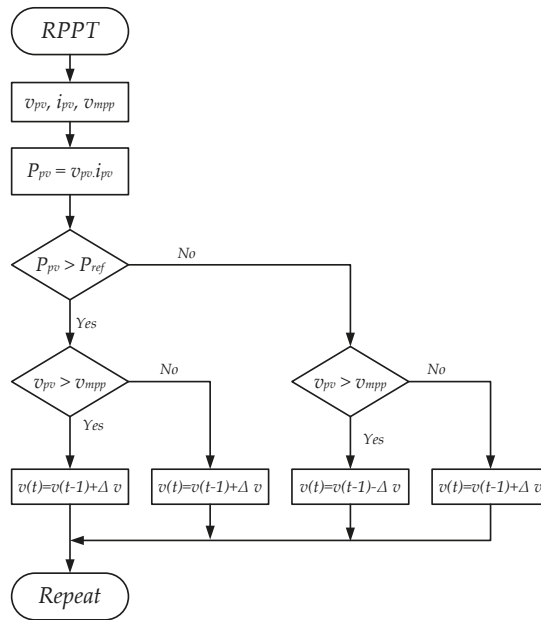 RPPT
vpv, ipv, vmpp
Ppv = vpv.ipv
Ppv > Pref
No
Yes
vpv > vmpp
No
vpv > vmpp
No
Yes
Yes
v(t)=v(t-1)+Δ v
v(t)=v(t-1)+Δ v
v(t)=v(t-1)-Δ v
v(t)=v(t-1)+Δ v
Repeat